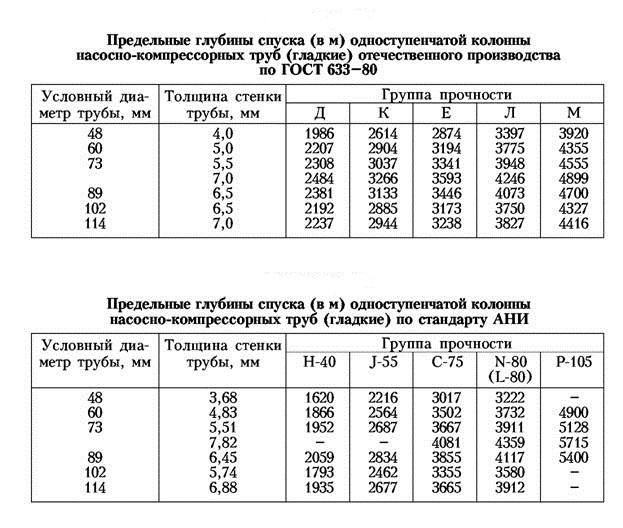 Предельные глубины спуска (в м) одноступенчатой колонны
насосно-компрессорных труб (гладкие) отечественного производства
по ГОСТ 633—80
Условный диа-
метр трубы, мм
Толщина стенки
трубы, мм
Группа прочности
Д К Е Л М
48 4,0 1986 2614 2874 3397 3920
60 5,0 2207 2904 3194 3775 4355
73 5,5 2308 3037 3341 3948 4555
7,0 2484 3266 3593 4246 4899
89 6,5 2381 3133 3446 4073 4700
102 6,5 2192 2885 3173 3750 4327
114 7,0 2237 2944 3238 3827 4416
Предельные глубины спуска (в м) одноступенчатой колонны
насосно-компрессорных труб (гладкие) по стандарту АНИ
Условный диа-
метр трубы, мм
Толщина стенки
трубы, мм
Группа прочности
H-40 J-55 C-75 N-80 P-105
(L-80)
48 3,68 1620 2216 3017 3222 –
60 4,83 1866 2564 3502 3732 4900
73 5,51 1952 2687 3667 3911 5128
7,82 – – 4081 4359 5715
89 6,45 2059 2834 3855 4117 5400
102 5,74 1793 2462 3355 3580 –
114 6,88 1935 2677 3665 3912 –